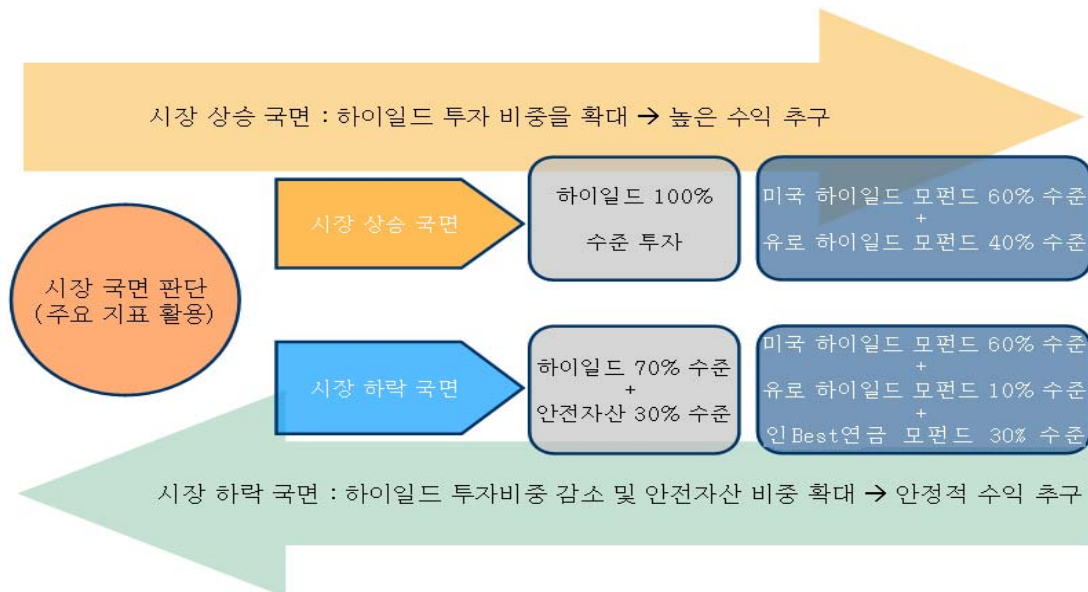 시장 상승 국면 : 하이일드 투자 비중을 확대 → 높은 수익 추구
시장 국면 판단
(주요 지표 활용)
시장 상승 국면
하이일드 100%
수준 투자
미국 하이일드 모펀드 60% 수준
+
유로 하이일드 모펀드 40% 수준
시장 하락 국면
하이일드 70% 수준
+
안전자산 30% 수준
미국 하이일드 모펀드 60% 수준
+
유로 하이일드 모펀드 10% 수준
+
인Best연금 모펀드 30% 수준
시장 하락 국면 : 하이일드 투자비중 감소 및 안전자산 비중 확대 → 안정적 수익 추구